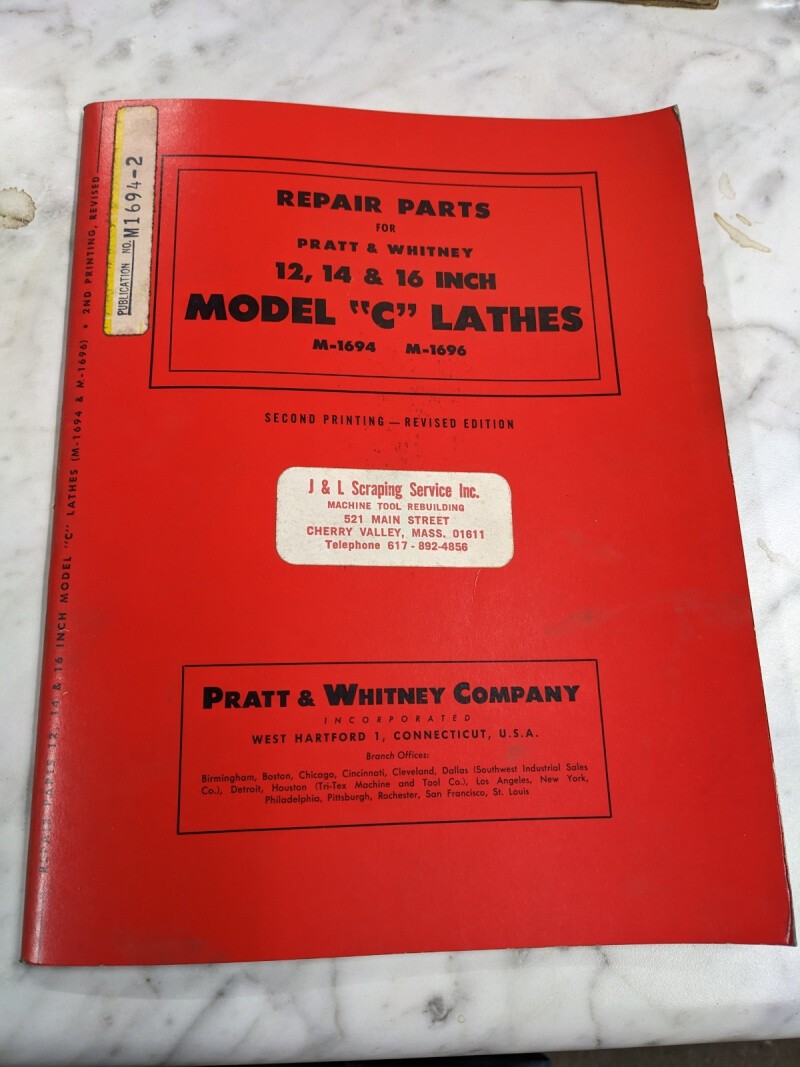 REPAIR PARTS
FOR
PRATT & WHITNEY
12, 14 & 16 INCH
MODEL "C" LATHES
M-1694 M-1696
SECOND PRINTING — REVISED EDITION
J & L Scraping Service Inc.
MACHINE TOOL REBUILDING
521 MAIN STREET
CHERRY VALLEY, MASS. 01611
Telephone 617 - 892-4856
PRATT & WHITNEY COMPANY
INCORPORATED
WEST HARTFORD 1, CONNECTICUT, U.S.A.
Branch Offices:
Birmingham, Boston, Chicago, Cincinnati, Cleveland, Dallas (Southwest Industrial Sales
Co.), Detroit, Houston (Tri-Tex Machine and Tool Co.), Los Angeles, New York,
Philadelphia, Pittsburgh, Rochester, San Francisco, St. Louis
PUBLICATION NO. M1694-2
REPAIR PARTS 12, 14 & 16 INCH MODEL "C" LATHES (M-1694 & M-1696) • 2ND PRINTING, REVISED